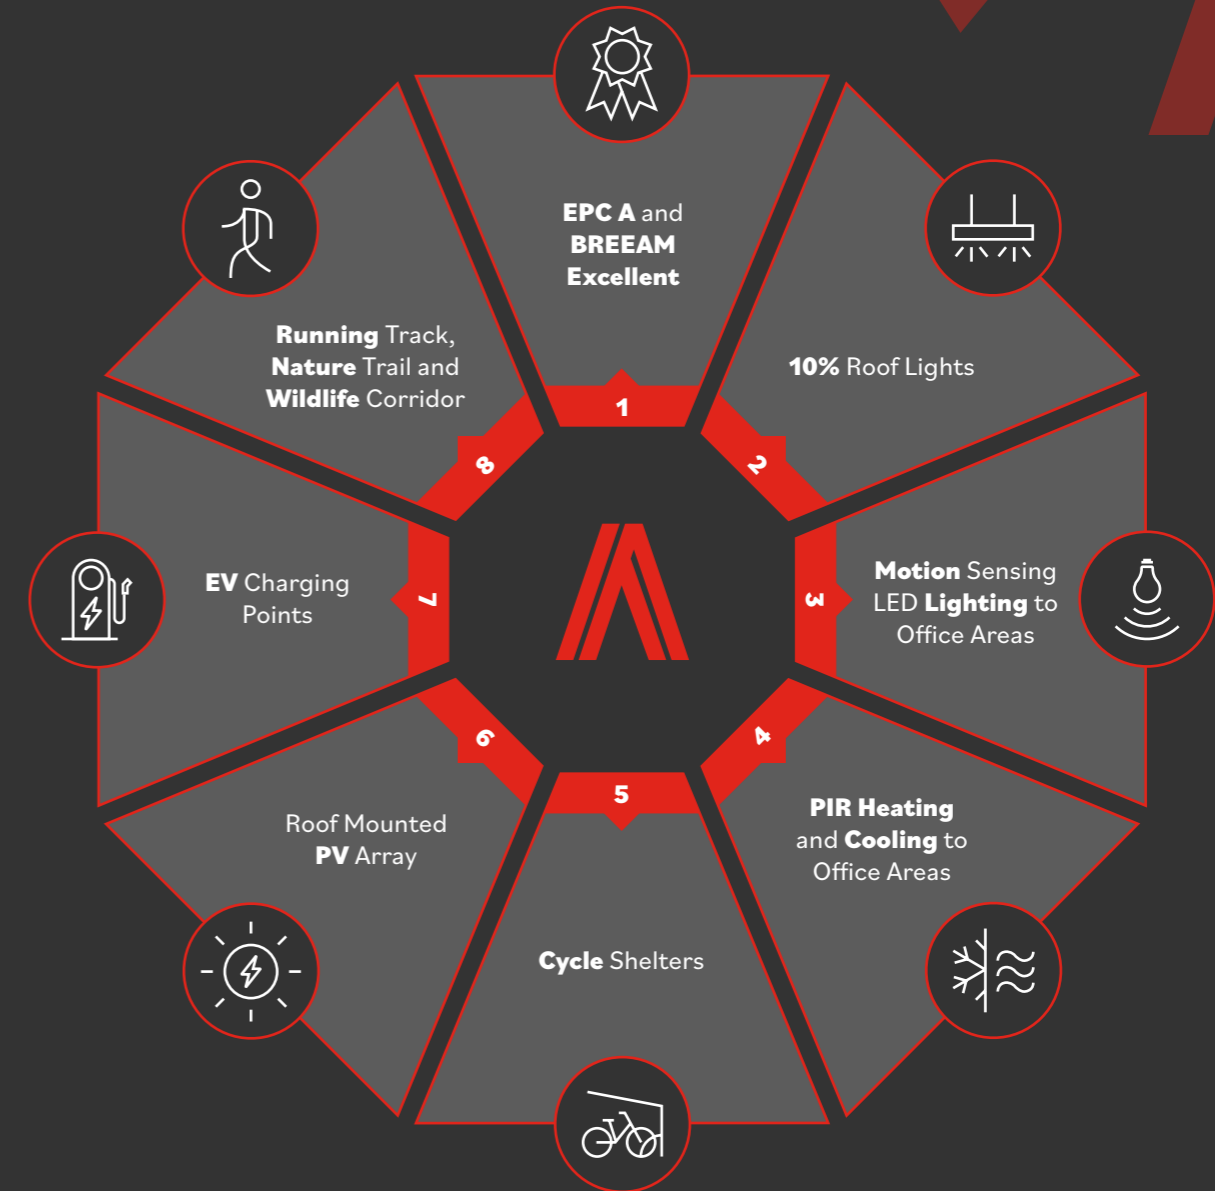 1
EPC A and
BREEAM
Excellent
2
10% Roof Lights
3
Motion Sensing
LED Lighting to
Office Areas
4
PIR Heating
and Cooling to
Office Areas
5
Cycle Shelters
6
Roof Mounted
PV Array
7
EV Charging
Points
8
Running Track,
Nature Trail and
Wildlife Corridor